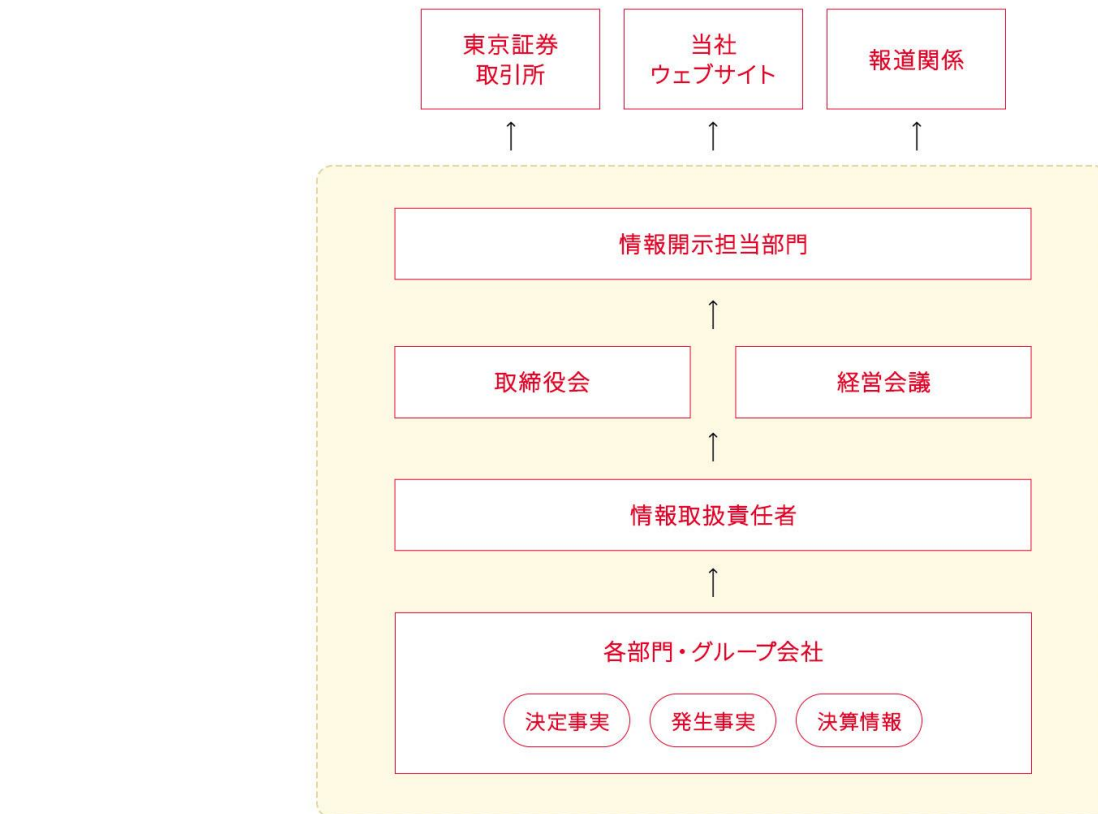 東京証券
取引所
当社
ウェブサイト
報道関係
情報開示担当部門
取締役会
経営会議
情報取扱責任者
各部門・グループ会社
決定事実
発生事実
決算情報